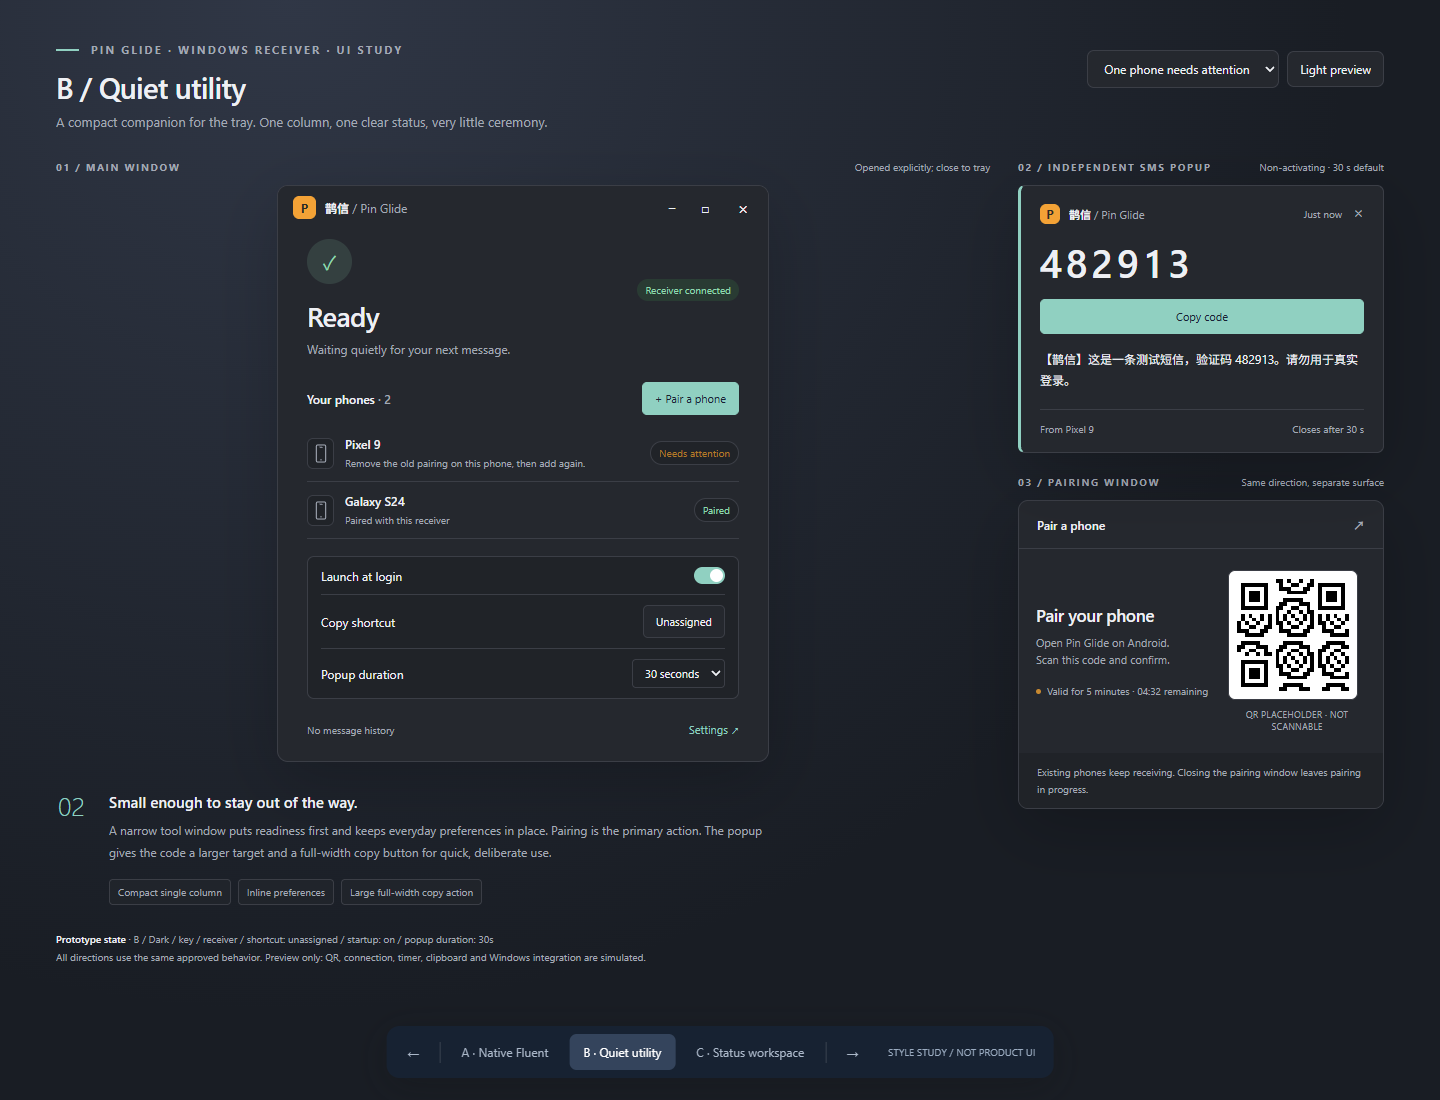 PIN GLIDE · WINDOWS RECEIVER · UI STUDY
B / Quiet utility
A compact companion for the tray. One column, one clear status, very little ceremony.
One phone needs attention
Light preview
01 / MAIN WINDOW
Opened explicitly; close to tray
P 鹊信 / Pin Glide
✓
Receiver connected
Ready
Waiting quietly for your next message.
Your phones · 2
+ Pair a phone
Pixel 9
Remove the old pairing on this phone, then add again.
Needs attention
Galaxy S24
Paired with this receiver
Paired
Launch at login
Copy shortcut
Unassigned
Popup duration
30 seconds
No message history
Settings ↗
02 / INDEPENDENT SMS POPUP
Non-activating · 30 s default
P 鹊信 / Pin Glide
Just now ×
482913
Copy code
【鹊信】这是一条测试短信，验证码 482913。请勿用于真实
登录。
From Pixel 9
Closes after 30 s
03 / PAIRING WINDOW
Same direction, separate surface
Pair a phone
↗
Pair your phone
Open Pin Glide on Android.
Scan this code and confirm.
Valid for 5 minutes · 04:32 remaining
QR PLACEHOLDER · NOT
SCANNABLE
Existing phones keep receiving. Closing the pairing window leaves pairing
in progress.
02
Small enough to stay out of the way.
A narrow tool window puts readiness first and keeps everyday preferences in place. Pairing is the primary action. The popup
gives the code a larger target and a full-width copy button for quick, deliberate use.
Compact single column
Inline preferences
Large full-width copy action
Prototype state · B / Dark / key / receiver / shortcut: unassigned / startup: on / popup duration: 30s
All directions use the same approved behavior. Preview only: QR, connection, timer, clipboard and Windows integration are simulated.
←
A · Native Fluent
B · Quiet utility
C · Status workspace
→
STYLE STUDY / NOT PRODUCT UI